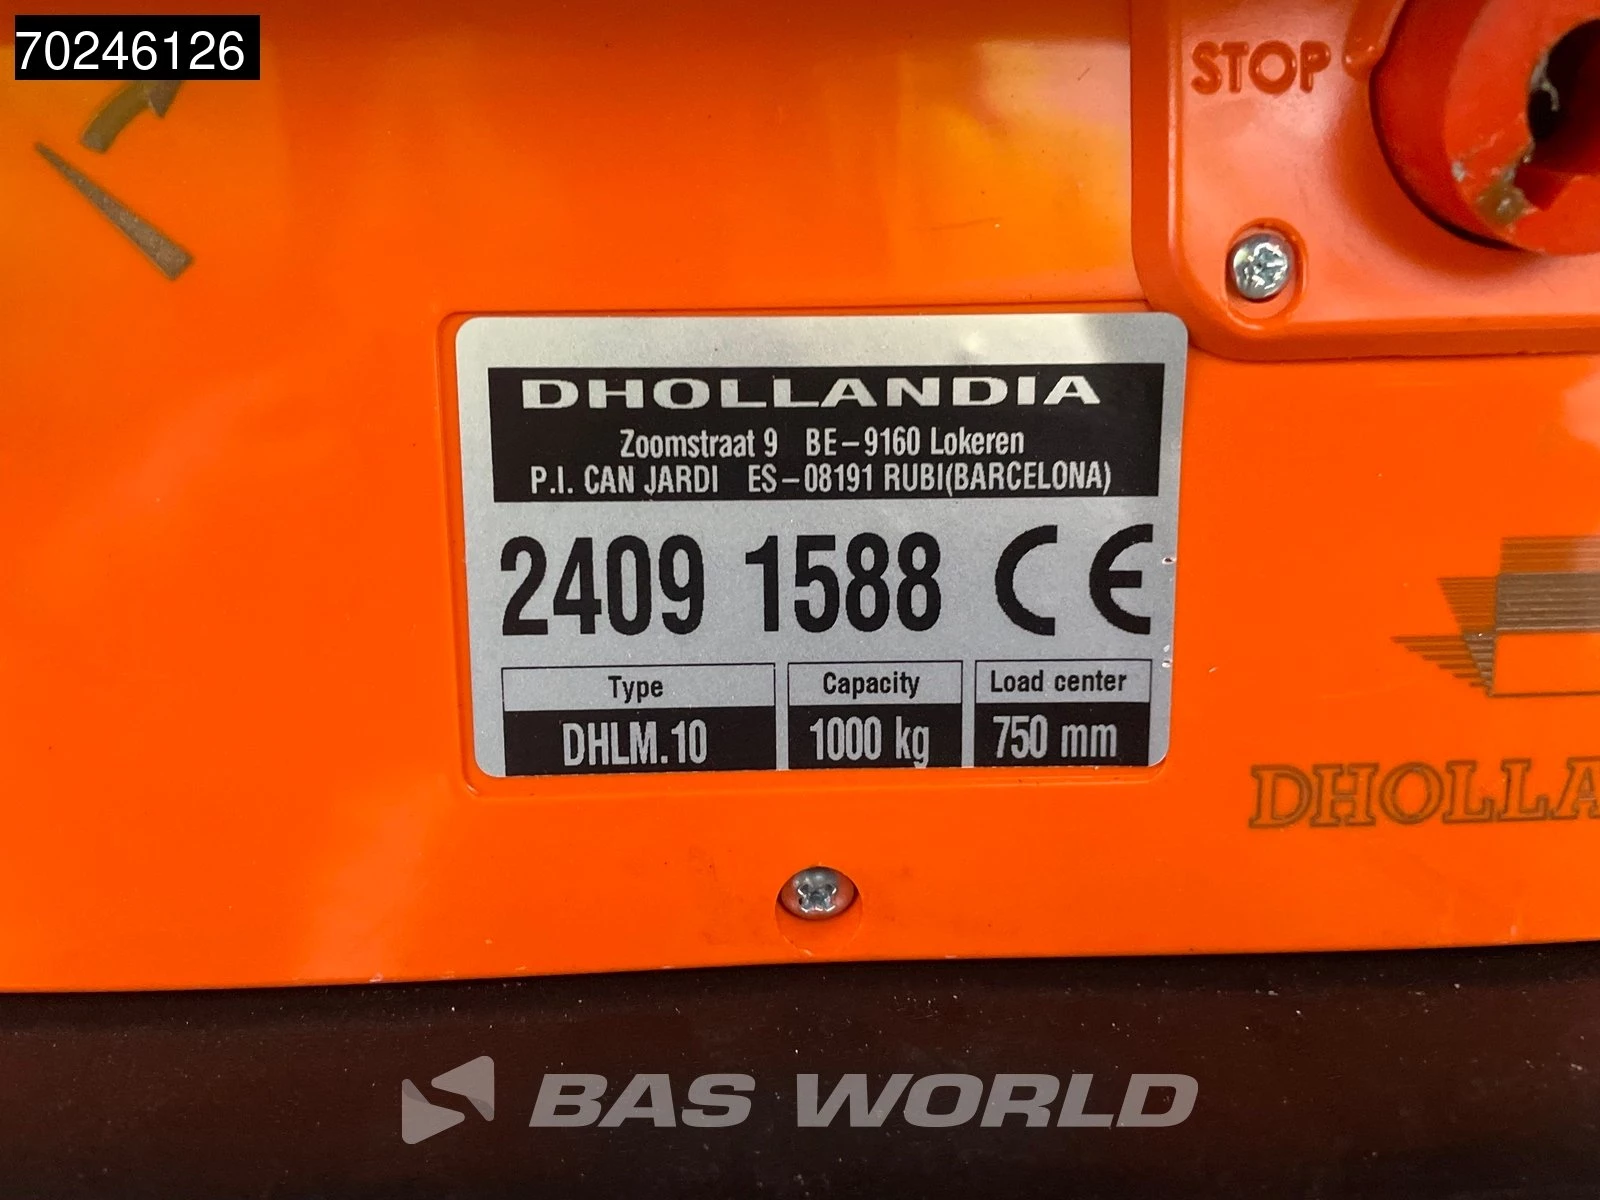 70246126
STOP
DHOLLANDIA
Zoomstraat 9 BE-9160 Lokeren
P.I. CAN JARDI ES-08191 RUBI(BARCELONA)
2409 1588 CE
Type Capacity Load center
DHLM.10 1000 kg 750 mm
DHOLLA
BAS WORLD